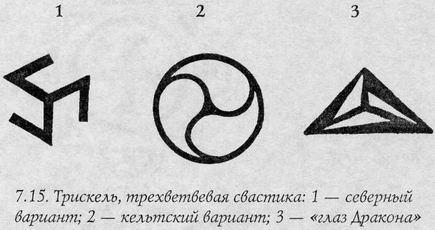 1 2 3
7.15. Трискель, трехветвевая свастика: 1 — северный
вариант; 2 — кельтский вариант; 3 — «глаз Дракона»